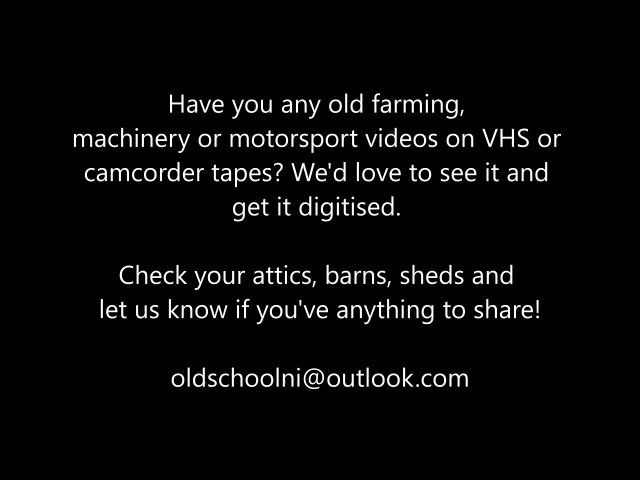 Have you any old farming,
machinery or motorsport videos on VHS or
camcorder tapes? We'd love to see it and
get it digitised.
Check your attics, barns, sheds and
let us know if you've anything to share!
oldschoolni@outlook.com